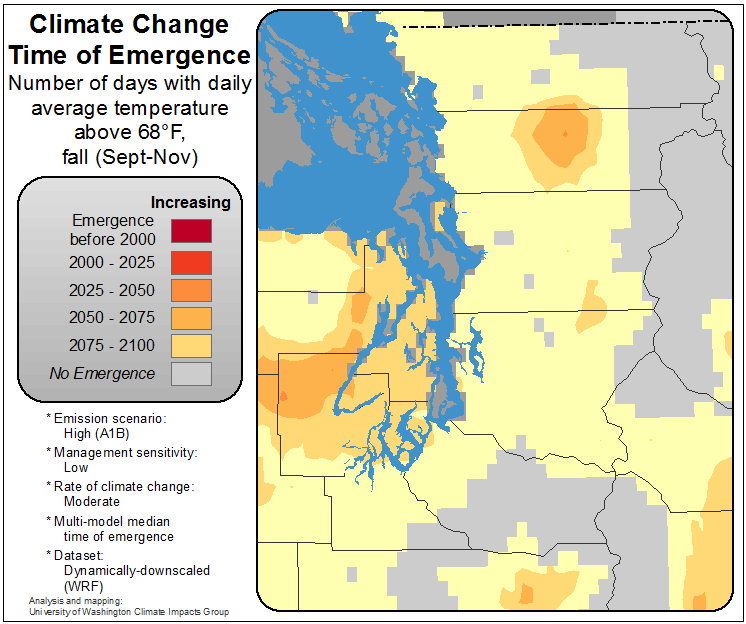 Climate Change
Time of Emergence
Number of days with daily
average temperature
above 68°F,
fall (Sept-Nov)
Increasing
Emergence
before 2000
2000 - 2025
2025 - 2050
2050 - 2075
2075 - 2100
No Emergence
* Emission scenario:
High (A1B)
* Management sensitivity:
Low
* Rate of climate change:
Moderate
* Multi-model median
time of emergence
* Dataset:
Dynamically-downscaled
(WRF)
Analysis and mapping:
University of Washington Climate Impacts Group